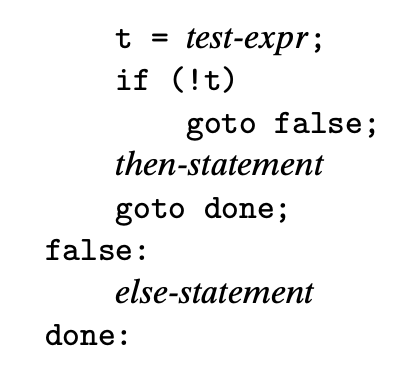 t = test-expr;
if (!t)
goto false;
then-statement
goto done;
false:
else-statement
done: